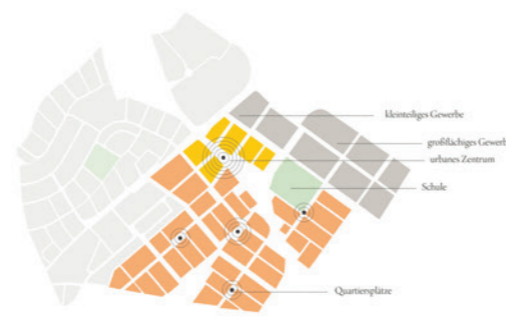 kleinteiliges Gewerbe
großflächiges Gewerb
urbanes Zentrum
Schule
Quartiersplätze